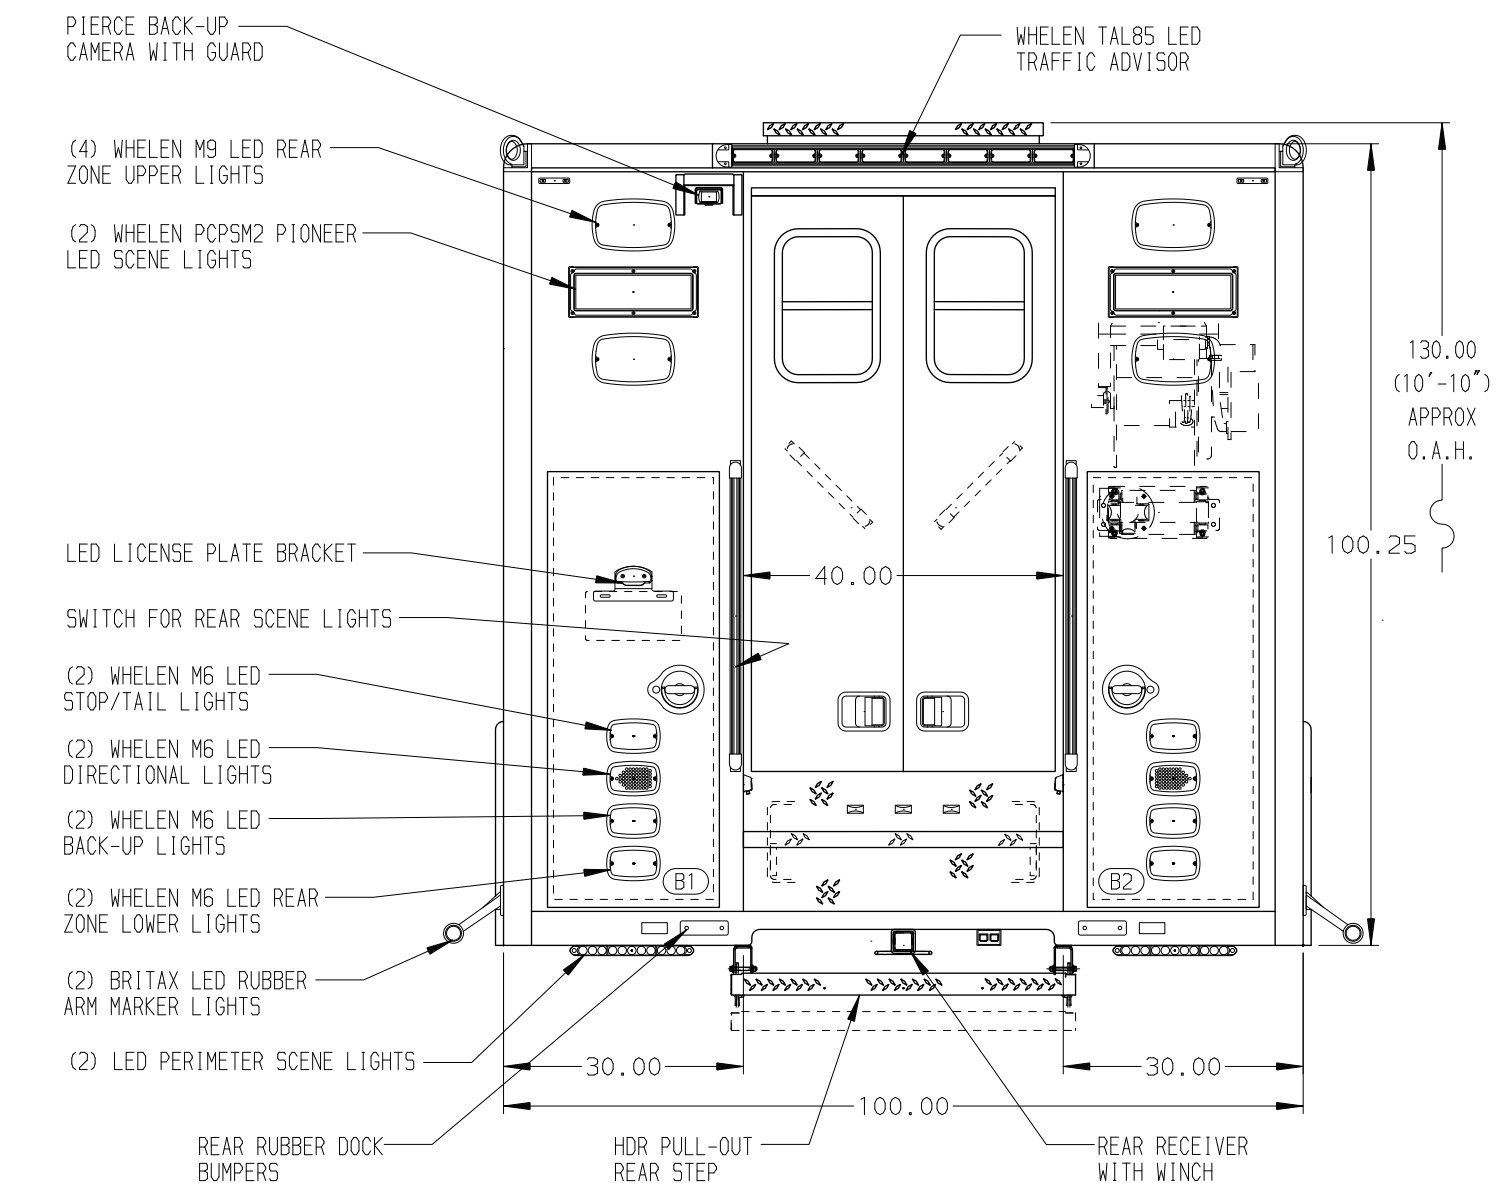 PIERCE BACK-UP
CAMERA WITH GUARD
WHELEN TAL85 LED
TRAFFIC ADVISOR
(4) WHELEN M9 LED REAR
ZONE UPPER LIGHTS
(2) WHELEN PCPSM2 PIONEER
LED SCENE LIGHTS
130.00
(10'-10")
APPROX
O.A.H.
100.25
LED LICENSE PLATE BRACKET
40.00
SWITCH FOR REAR SCENE LIGHTS
(2) WHELEN M6 LED
STOP/TAIL LIGHTS
(2) WHELEN M6 LED
DIRECTIONAL LIGHTS
(2) WHELEN M6 LED
BACK-UP LIGHTS
B1
B2
(2) WHELEN M6 LED REAR
ZONE LOWER LIGHTS
(2) BRITAX LED RUBBER
ARM MARKER LIGHTS
(2) LED PERIMETER SCENE LIGHTS
30.00
30.00
100.00
REAR RUBBER DOCK
BUMPERS
HDR PULL-OUT
REAR STEP
REAR RECEIVER
WITH WINCH